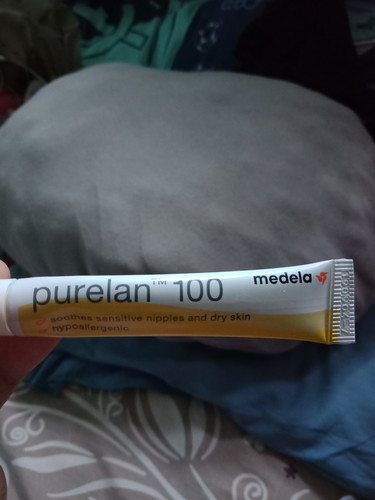 purelan™ 100
medela
soothes sensitive nipples and dry skin
hypoallergenic